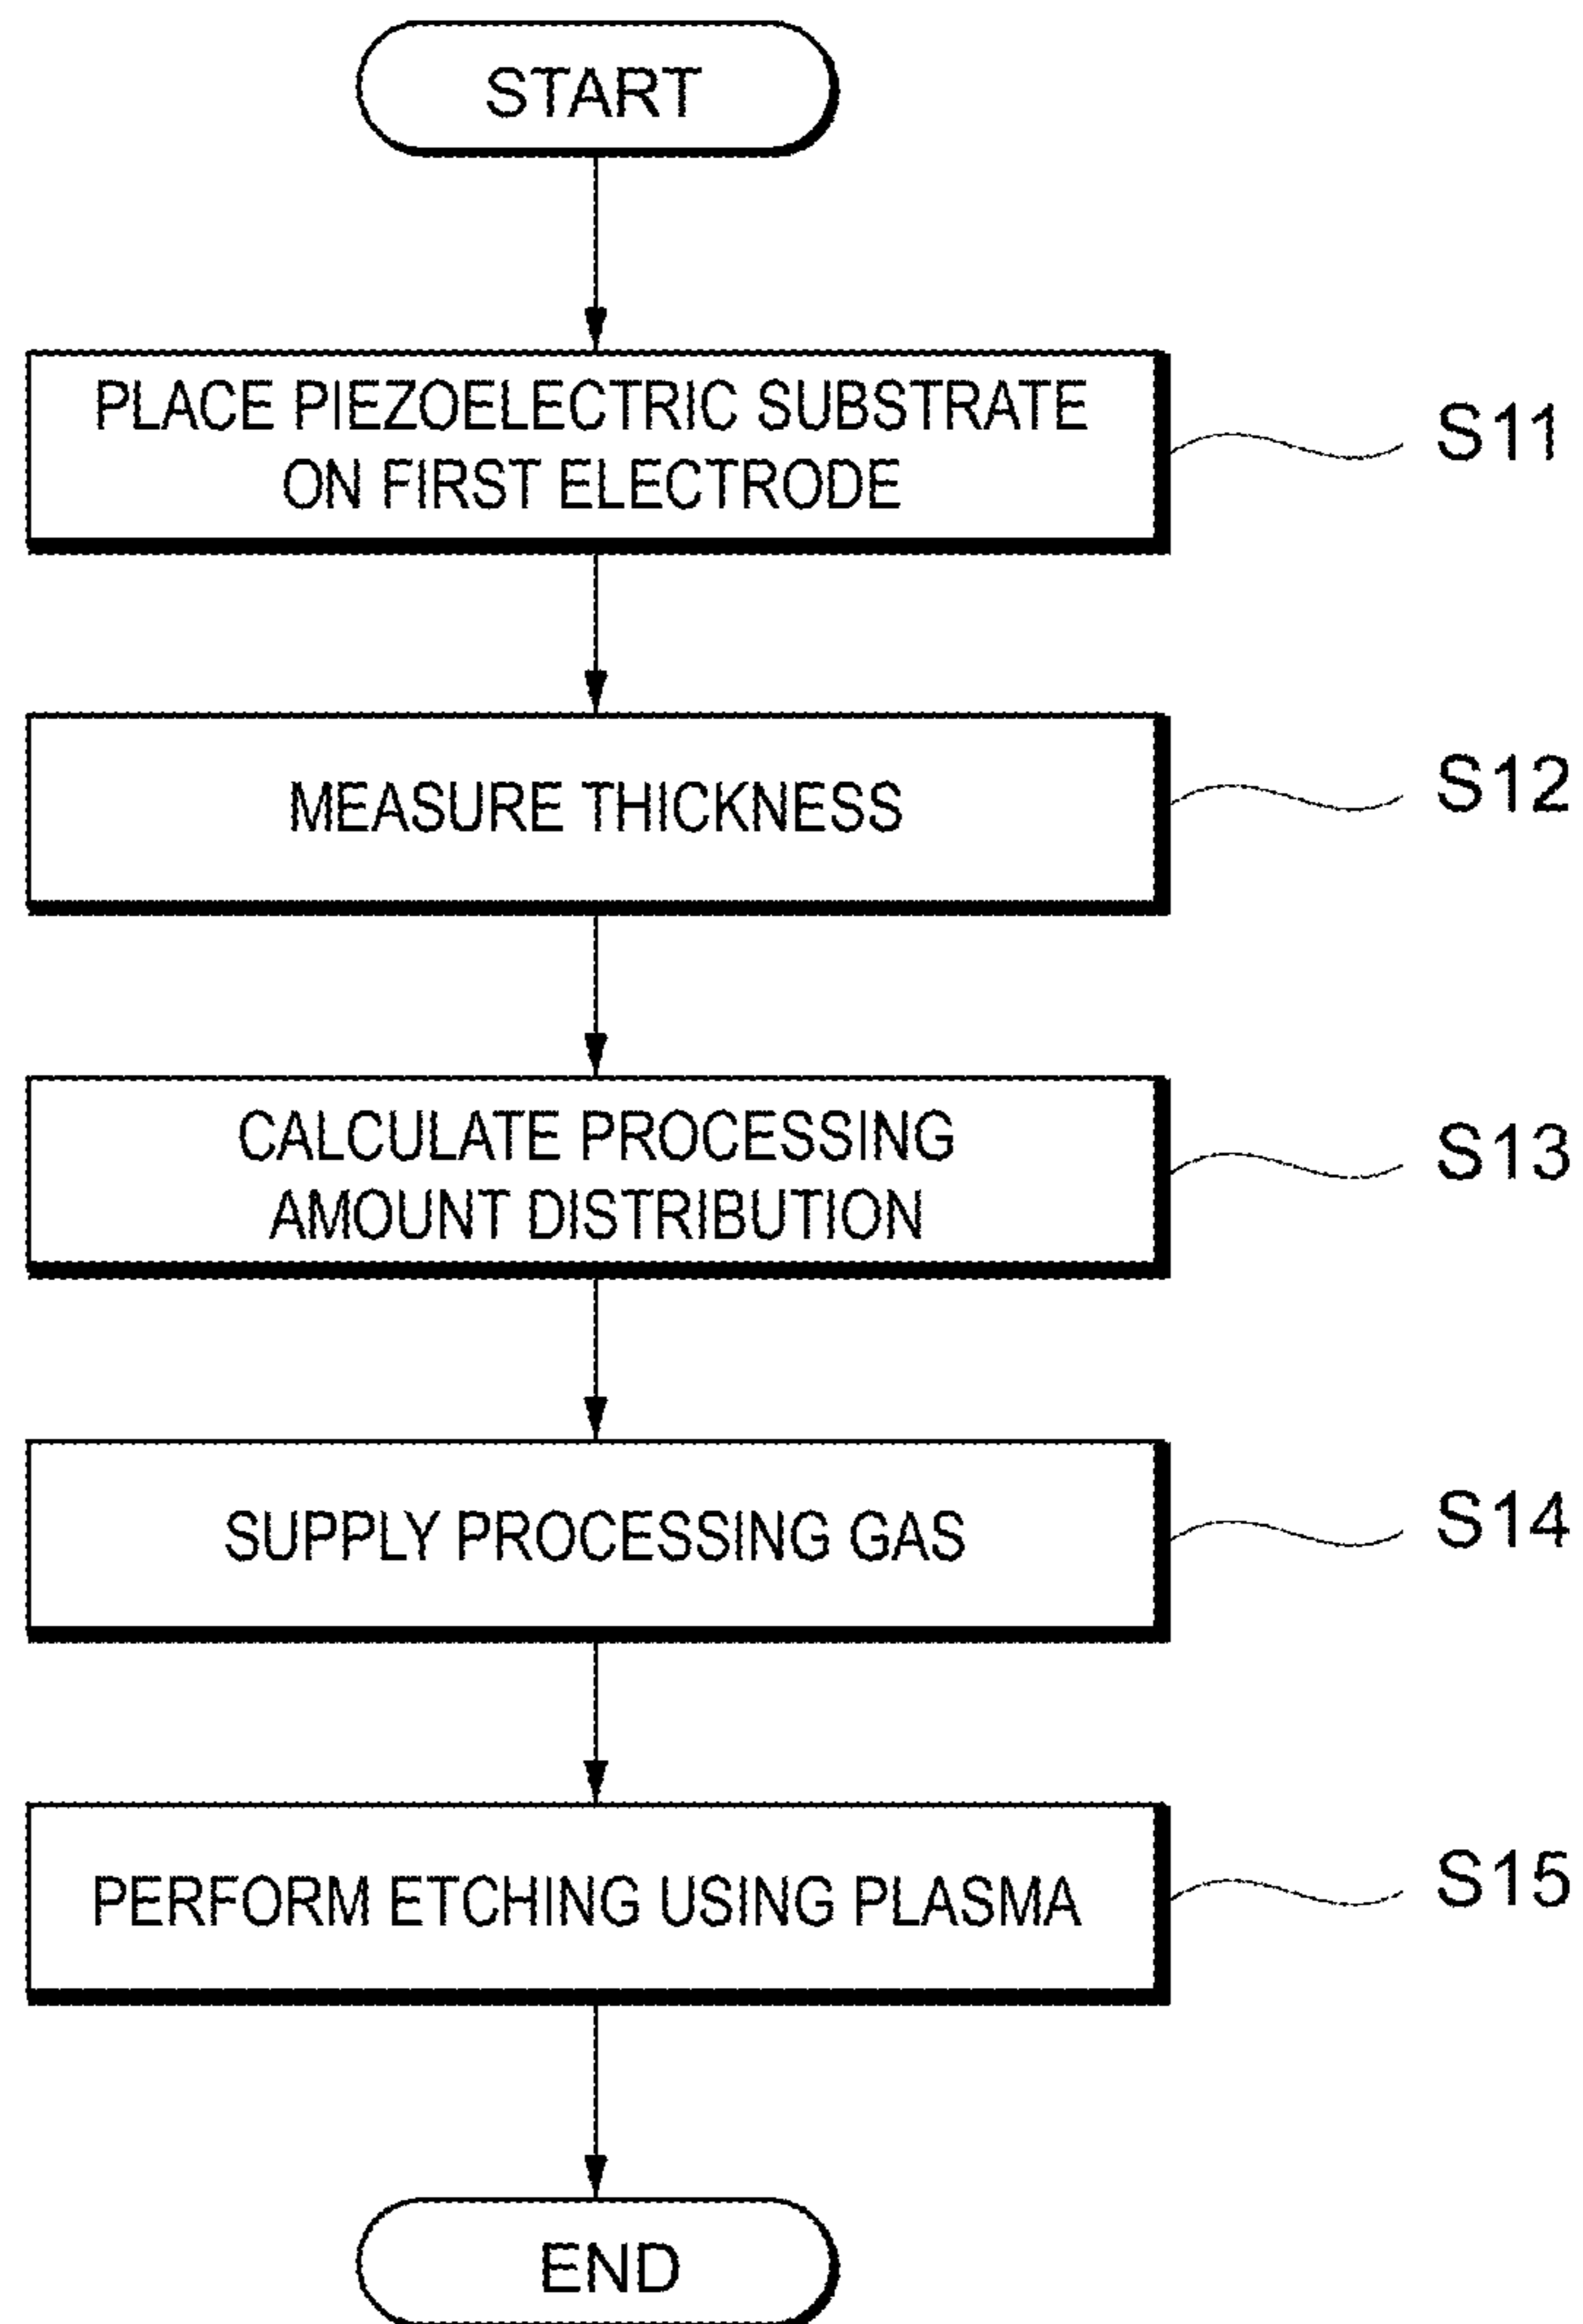 START
PLACE PIEZOELECTRIC SUBSTRATE
ON FIRST ELECTRODE
S11
MEASURE THICKNESS
S12
CALCULATE PROCESSING
AMOUNT DISTRIBUTION
S13
SUPPLY PROCESSING GAS
S14
PERFORM ETCHING USING PLASMA
S15
END